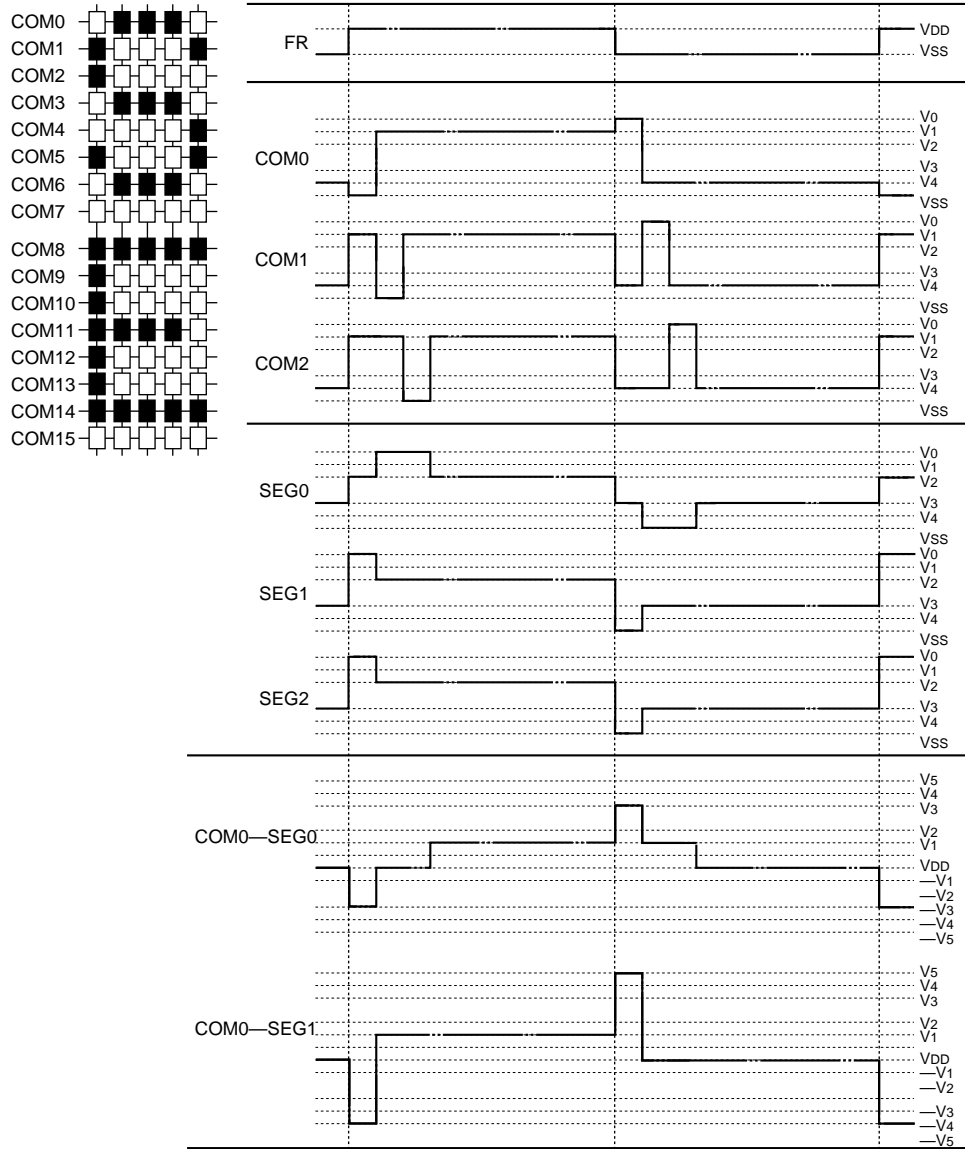 COM0
COM1
COM2
COM3
COM4
COM5
COM6
COM7
COM8
COM9
COM10
COM11
COM12
COM13
COM14
COM15
FR
VDD
VSS
COM0
V0
V1
V2
V3
V4
VSS
COM1
V0
V1
V2
V3
V4
VSS
COM2
V0
V1
V2
V3
V4
VSS
SEG0
V0
V1
V2
V3
V4
VSS
SEG1
V0
V1
V2
V3
V4
VSS
SEG2
V0
V1
V2
V3
V4
VSS
COM0—SEG0
V5
V4
V3
V2
V1
VDD
—V1
—V2
—V3
—V4
—V5
COM0—SEG1
V5
V4
V3
V2
V1
VDD
—V1
—V2
—V3
—V4
—V5